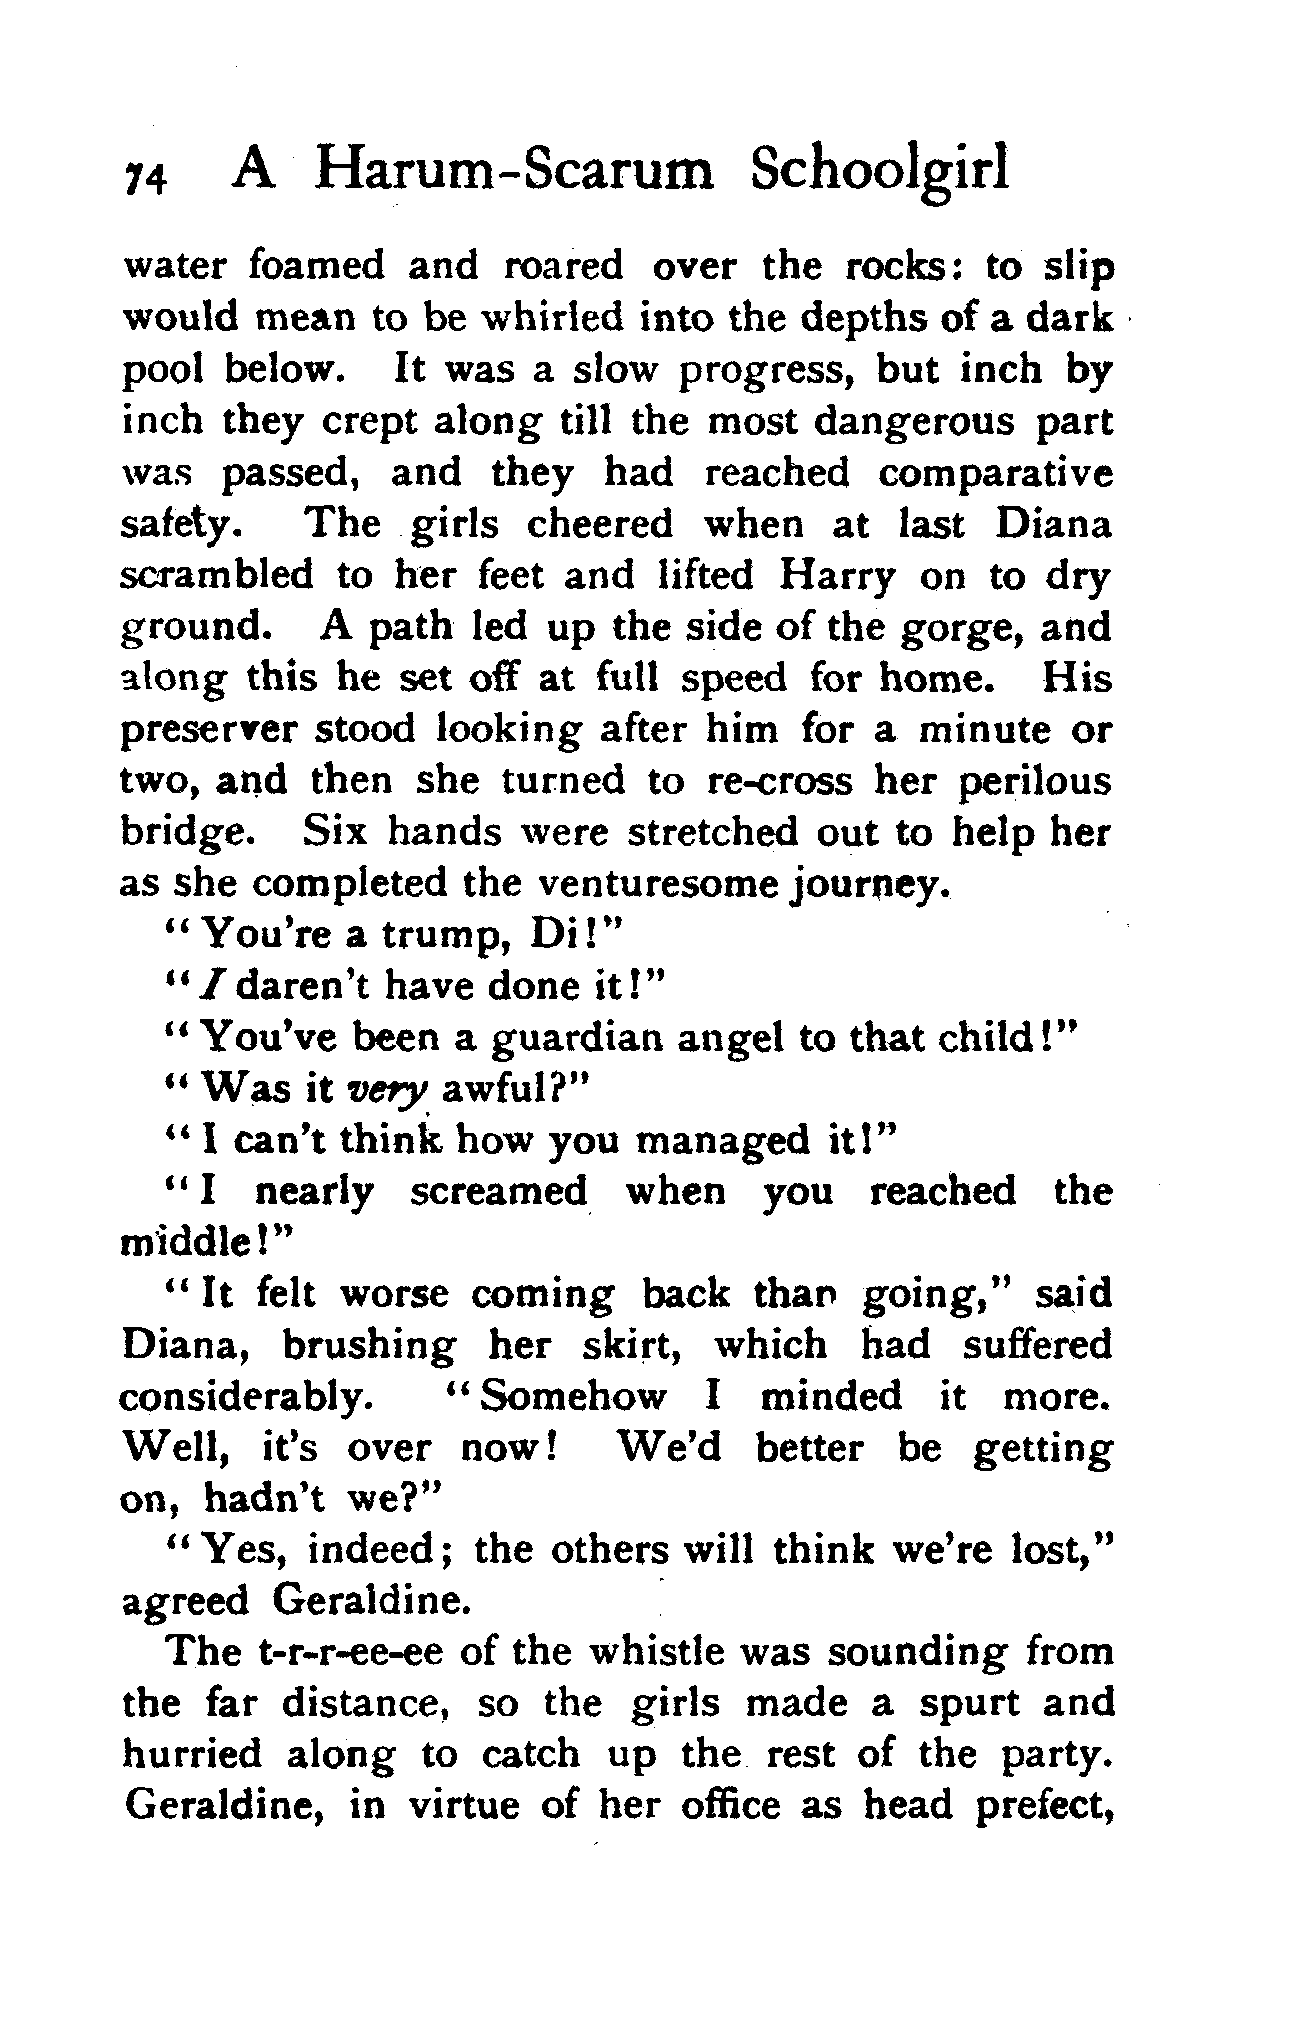 74 A Harum-Scarum Schoolgirl
water foamed and roared over the rocks: to slip
would mean to be whirled into the depths of a dark
pool below. It was a slow progress, but inch by
inch they crept along till the most dangerous part
was passed, and they had reached comparative
safety. The girls cheered when at last Diana
scrambled to her feet and lifted Harry on to dry
ground. A path led up the side of the gorge, and
along this he set off at full speed for home. His
preserver stood looking after him for a minute or
two, and then she turned to re-cross her perilous
bridge. Six hands were stretched out to help her
as she completed the venturesome journey.
"You're a trump, Di!"
"I daren't have done it!"
"You've been a guardian angel to that child!"
"Was it very awful?"
"I can't think how you managed it!"
"I nearly screamed when you reached the
middle!"
"It felt worse coming back than going," said
Diana, brushing her skirt, which had suffered
considerably. "Somehow I minded it more.
Well, it's over now! We'd better be getting
on, hadn't we?"
"Yes, indeed; the others will think we're lost,"
agreed Geraldine.
The t-r-r-ee-ee of the whistle was sounding from
the far distance, so the girls made a spurt and
hurried along to catch up the rest of the party.
Geraldine, in virtue of her office as head prefect,